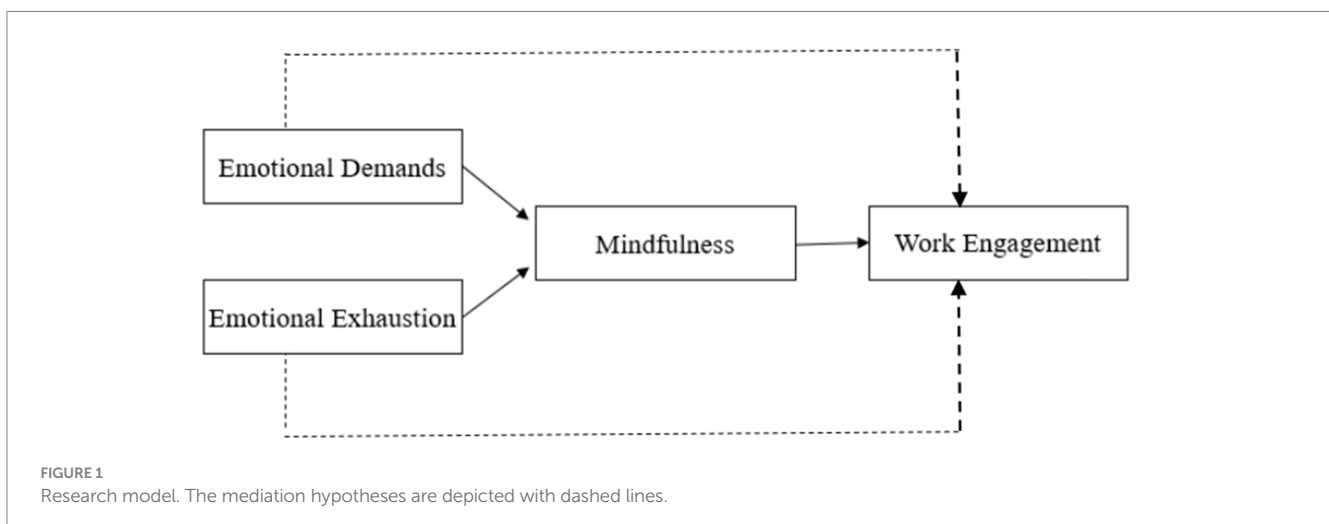 Emotional Demands
Mindfulness
Work Engagement
Emotional Exhaustion
FIGURE 1
Research model. The mediation hypotheses are depicted with dashed lines.